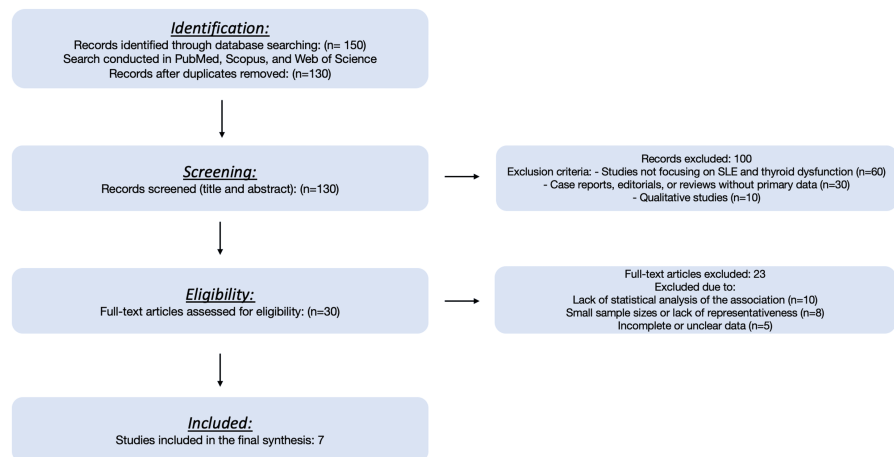 Identification:
Records identified through database searching: (n= 150)
Search conducted in PubMed, Scopus, and Web of Science
Records after duplicates removed: (n=130)
Screening:
Records screened (title and abstract): (n=130)
Records excluded: 100
Exclusion criteria: - Studies not focusing on SLE and thyroid dysfunction (n=60)
- Case reports, editorials, or reviews without primary data (n=30)
- Qualitative studies (n=10)
Eligibility:
Full-text articles assessed for eligibility: (n=30)
Full-text articles excluded: 23
Excluded due to:
Lack of statistical analysis of the association (n=10)
Small sample sizes or lack of representativeness (n=8)
Incomplete or unclear data (n=5)
Included:
Studies included in the final synthesis: 7